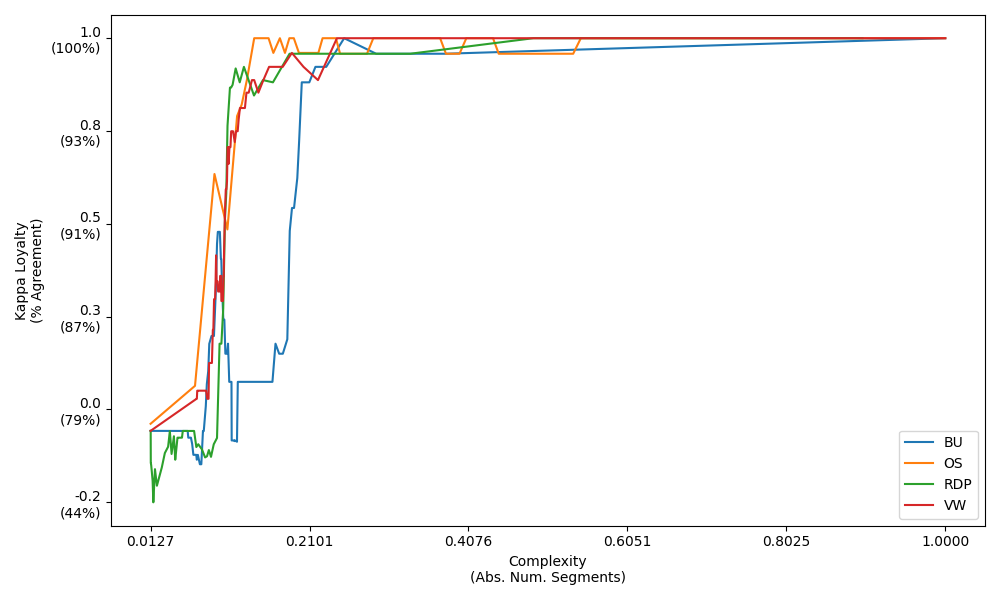 1.0
(100%)
0.8
(93%)
0.5
(91%)
0.3
(87%)
0.0
(79%)
-0.2
(44%)
Kappa Loyalty
(% Agreement)
BU
OS
RDP
VW
0.0127 0.2101 0.4076 0.6051 0.8025 1.0000
Complexity
(Abs. Num. Segments)